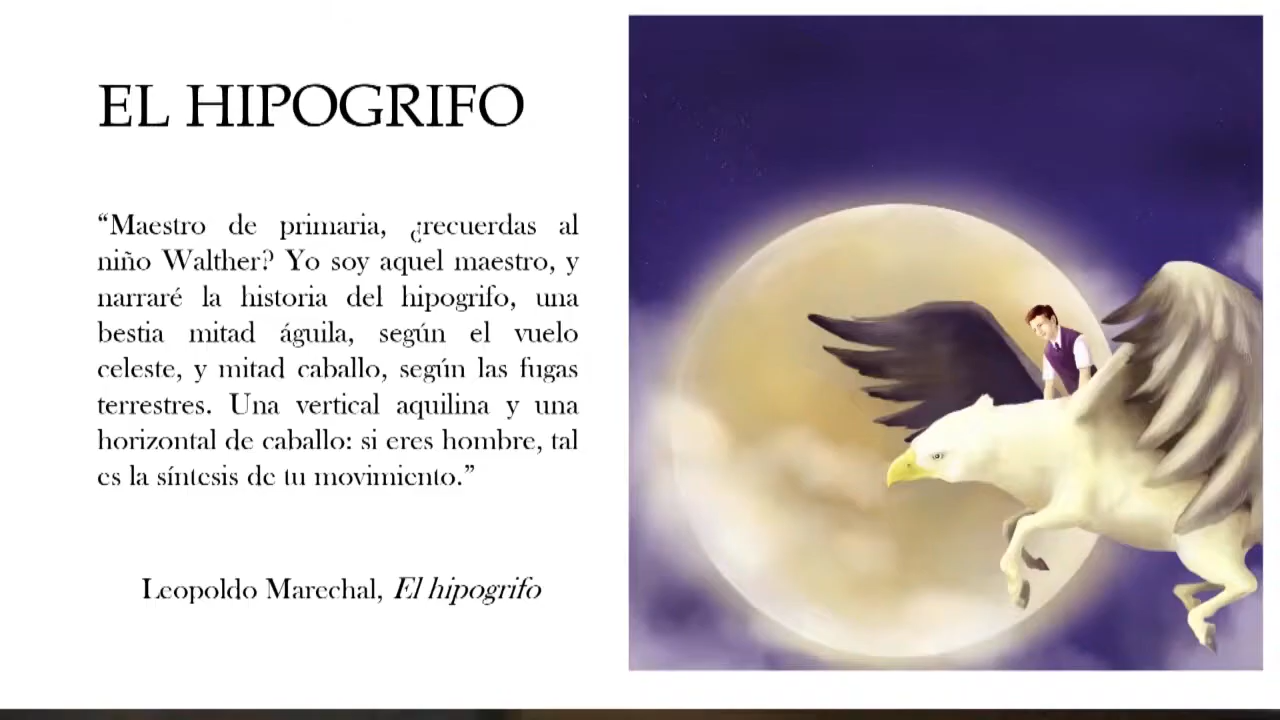 EL HIPOGRIFO
“Maestro de primaria, ¿recuerdas al
niño Walther? Yo soy aquel maestro, y
narraré la historia del hipogrifo, una
bestia mitad águila, según el vuelo
celeste, y mitad caballo, según las fugas
terrestres. Una vertical aquilina y una
horizontal de caballo: si eres hombre, tal
es la síntesis de tu movimiento.”
Leopoldo Marechal, El hipogrifo